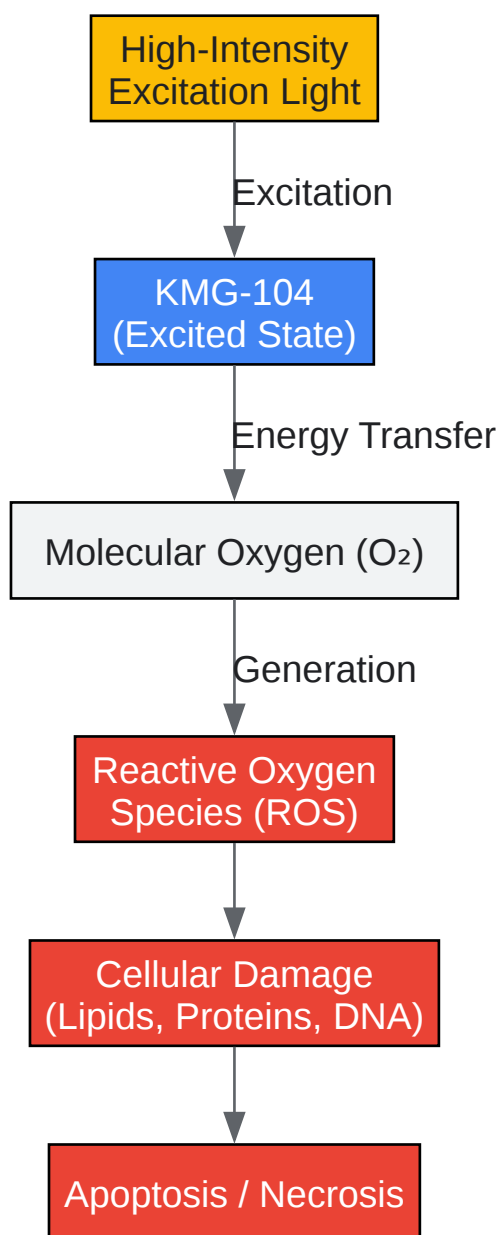 High-Intensity
Excitation Light
Excitation
KMG-104
(Excited State)
Energy Transfer
Molecular Oxygen (O₂)
Generation
Reactive Oxygen
Species (ROS)
Cellular Damage
(Lipids, Proteins, DNA)
Apoptosis / Necrosis